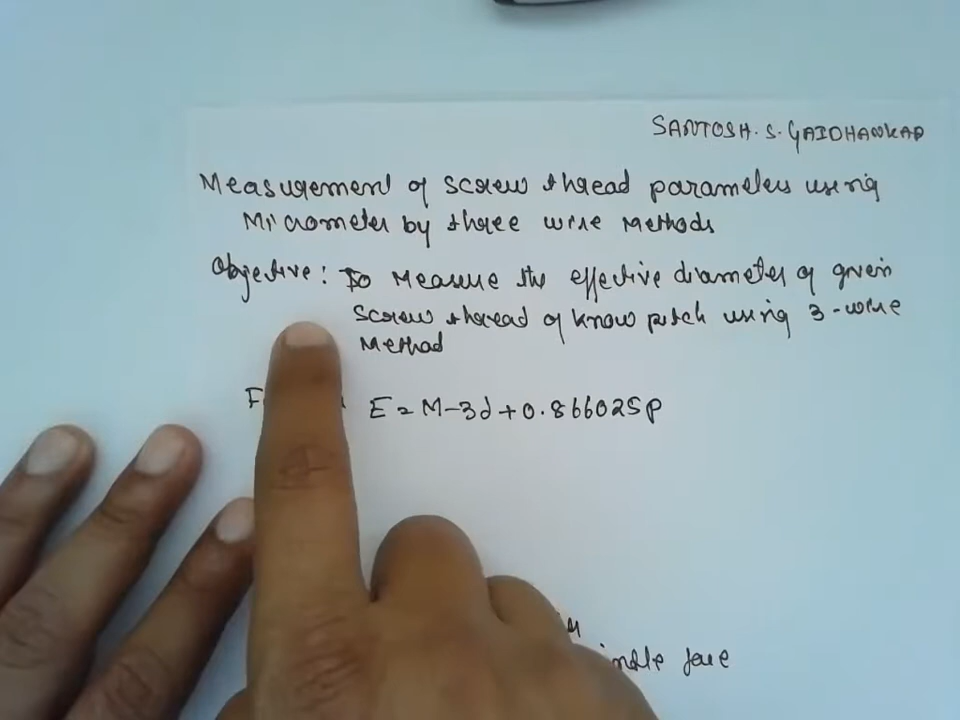 SANTOSH. S. GAIDHANKAR
Measurement of screw thread parameters using
Micrometer by three wire Methods
Objective: To Measure the effective diameter of given
screw thread of know pitch using 3-wire
Method
E = M-3d+0.866025p
face